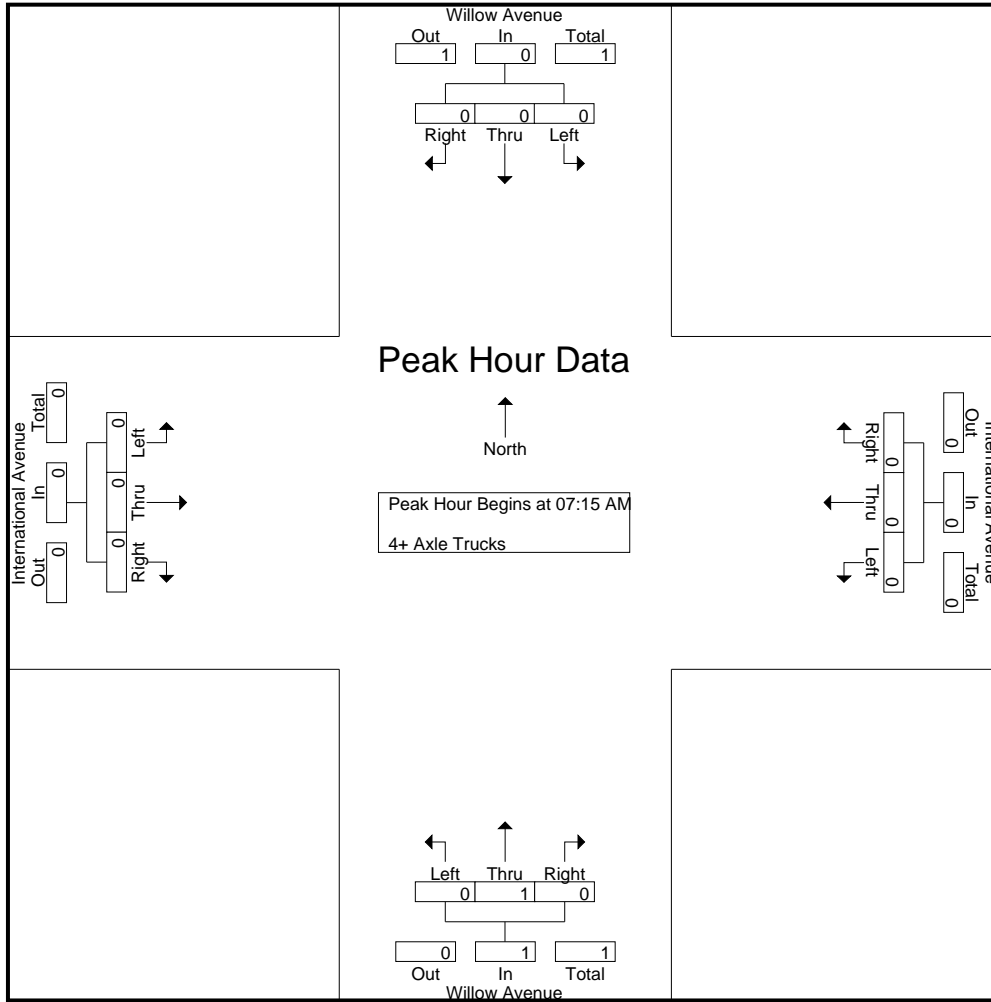 Willow Avenue
Out In Total
1 0 1
0 0 0
Right Thru Left
Peak Hour Data
North
Peak Hour Begins at 07:15 AM
4+ Axle Trucks
International Avenue
Total In Out
0 0 0
0 0 0
Left Thru Right
Right Thru Left
0 0 0
Out In Total
0 0 0
International Avenue
Left Thru Right
0 1 0
0 1 1
Out In Total
Willow Avenue